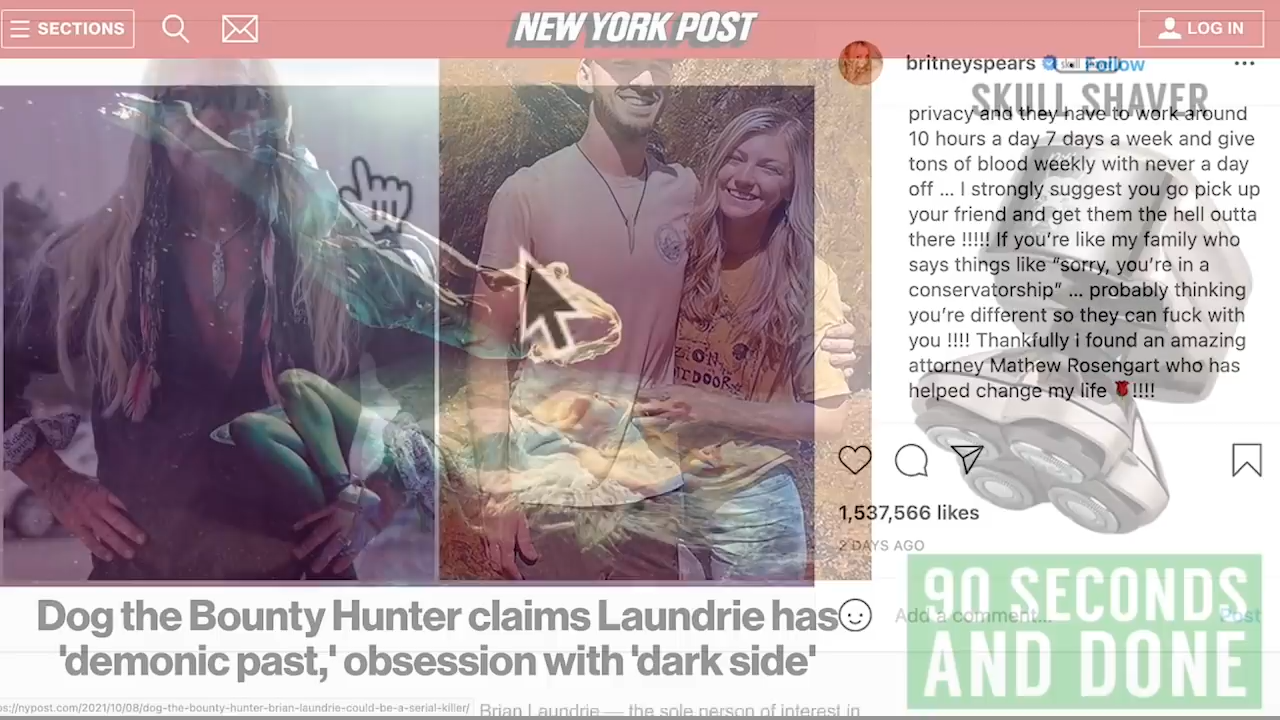 SECTIONS
NEW YORK POST
LOG IN
britneyspears
Follow
SKULL SHAVER
privacy and they have to work around
10 hours a day 7 days a week and give
tons of blood weekly with never a day
off ... I strongly suggest you go pick up
your friend and get them the hell outta
there !!!!! If you’re like my family who
says things like “sorry, you’re in a
conservatorship” ... probably thinking
you’re different so they can fuck with
you !!!! Thankfully i found an amazing
attorney Mathew Rosengart who has
helped change my life 🌹!!!!
1,537,566 likes
2 DAYS AGO
Add a comment...
Post
90 SECONDS
AND DONE
Dog the Bounty Hunter claims Laundrie has
'demonic past,' obsession with 'dark side'
s://nypost.com/2021/10/08/dog-the-bounty-hunter-brian-laundrie-could-be-a-serial-killer/
Brian Laundrie — the sole person of interest in